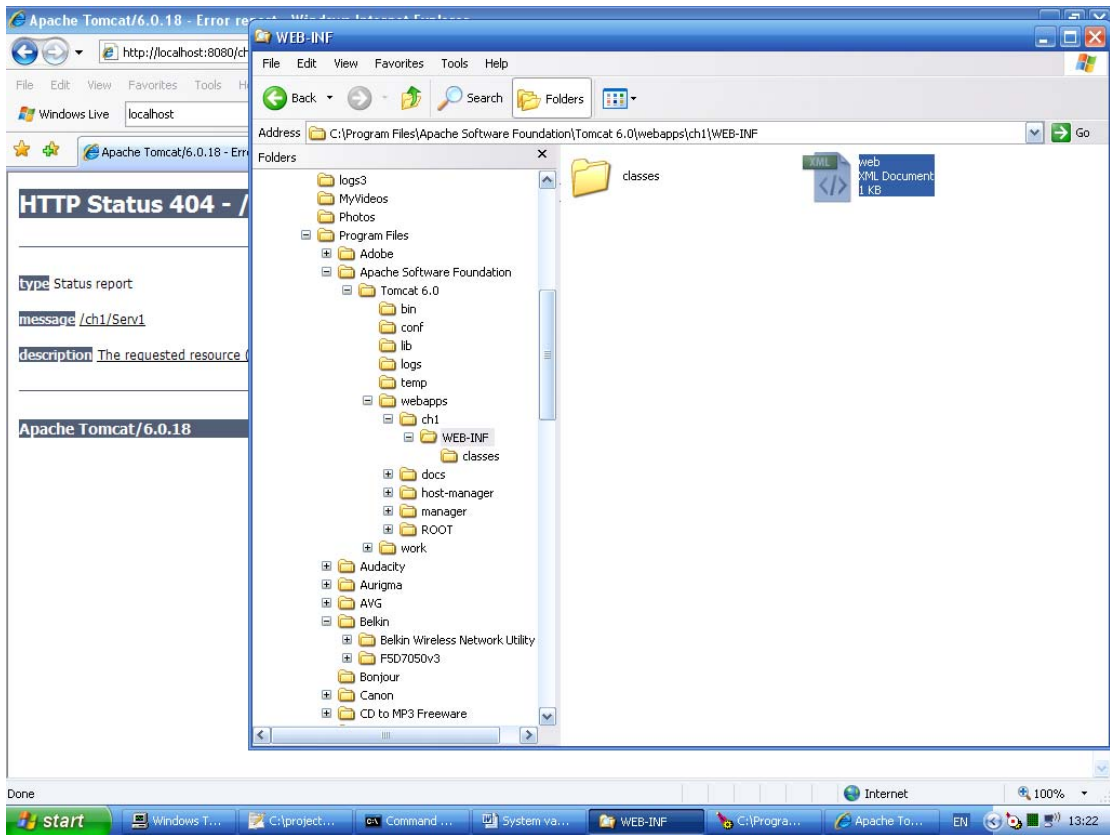 Apache Tomcat/6.0.18 - Error report - Windows Internet Explorer
http://localhost:8080/ch
File Edit View Favorites Tools H
Windows Live localhost
Apache Tomcat/6.0.18 - Erro
HTTP Status 404 - /
type Status report
message /ch1/Serv1
description The requested resource (
Apache Tomcat/6.0.18
WEB-INF
File Edit View Favorites Tools Help
Back Search Folders
Address C:\Program Files\Apache Software Foundation\Tomcat 6.0\webapps\ch1\WEB-INF Go
Folders
logs3
MyVideos
Photos
Program Files
Adobe
Apache Software Foundation
Tomcat 6.0
bin
conf
lib
logs
temp
webapps
ch1
WEB-INF
classes
docs
host-manager
manager
ROOT
work
Audacity
Aurigma
AVG
Belkin
Belkin Wireless Network Utility
F5D7050v3
Bonjour
Canon
CD to MP3 Freeware
classes
XML
web
XML Document
1 KB
Done Internet 100%
start Windows T... C:\project... Command ... System va... WEB-INF C:\Progra... Apache To... EN 13:22